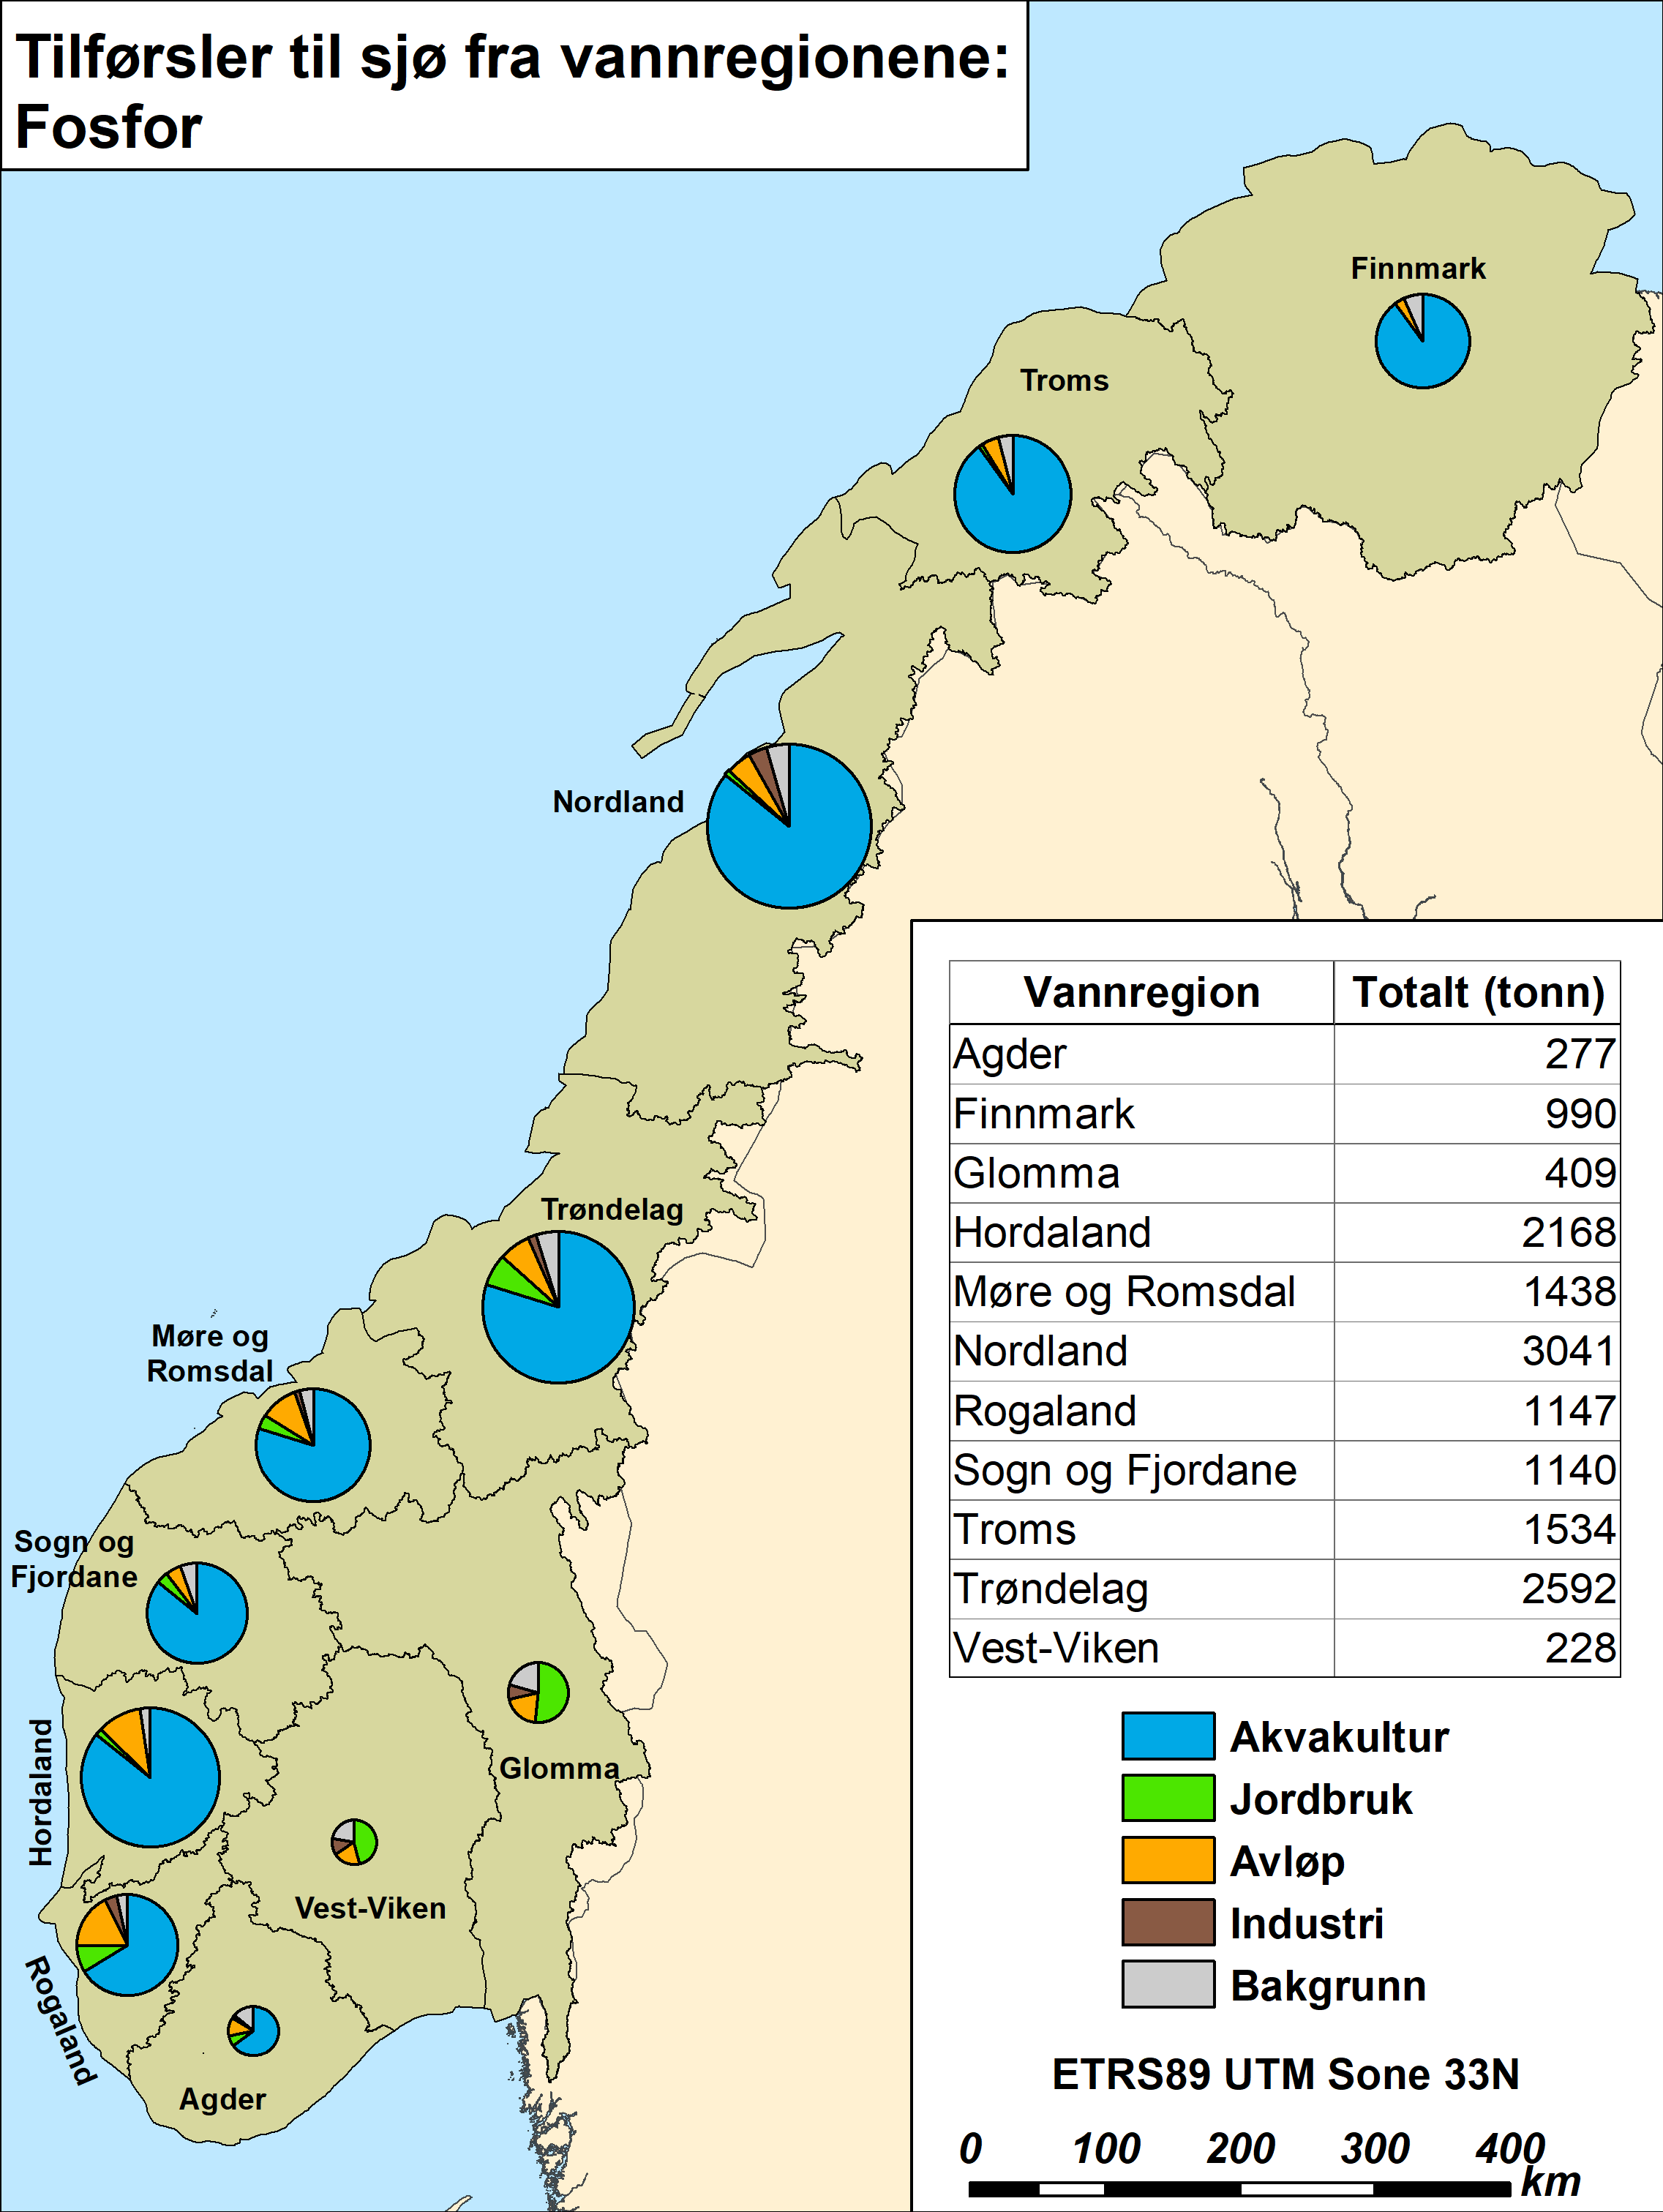 Tilførsler til sjø fra vannregionene:
Fosfor
Finnmark
Troms
Nordland
Trøndelag
Møre og
Romsdal
Sogn og
Fjordane
Hordaland
Glomma
Vest-Viken
Rogaland
Agder
Vannregion Totalt (tonn)
Agder 277
Finnmark 990
Glomma 409
Hordaland 2168
Møre og Romsdal 1438
Nordland 3041
Rogaland 1147
Sogn og Fjordane 1140
Troms 1534
Trøndelag 2592
Vest-Viken 228
Akvakultur
Jordbruk
Avløp
Industri
Bakgrunn
ETRS89 UTM Sone 33N
0 100 200 300 400
km